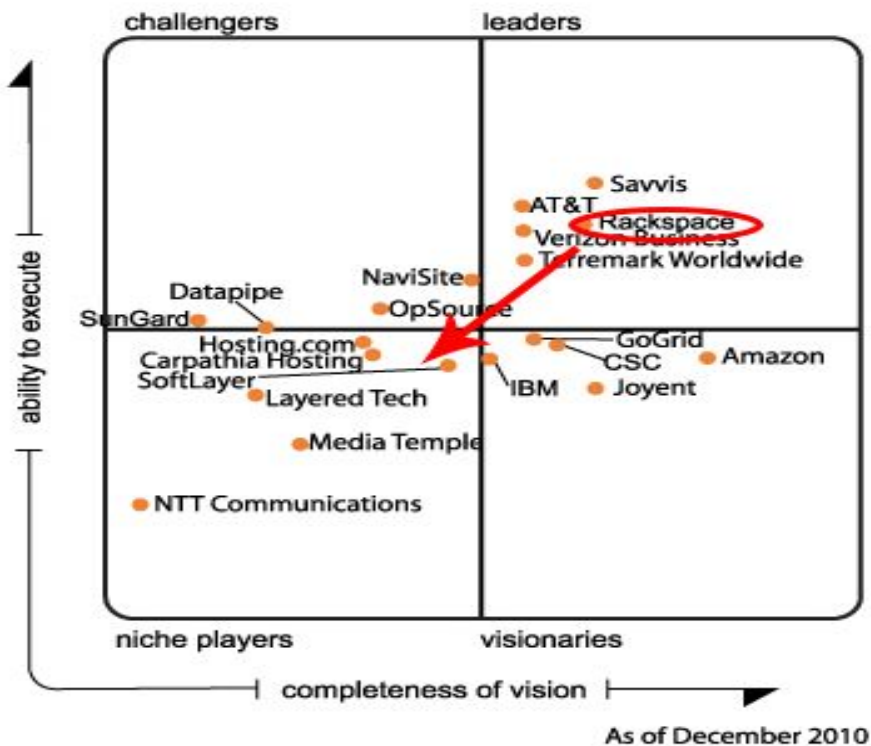 challengers
leaders
Savvis
AT&T
Rackspace
Verizon Business
Terremark Worldwide
NaviSite
Datapipe
OpSource
SunGard
Hosting.com
GoGrid
Carpathia Hosting
CSC
Amazon
SoftLayer
IBM
Joyent
Layered Tech
Media Temple
NTT Communications
ability to execute
niche players
visionaries
completeness of vision
As of December 2010